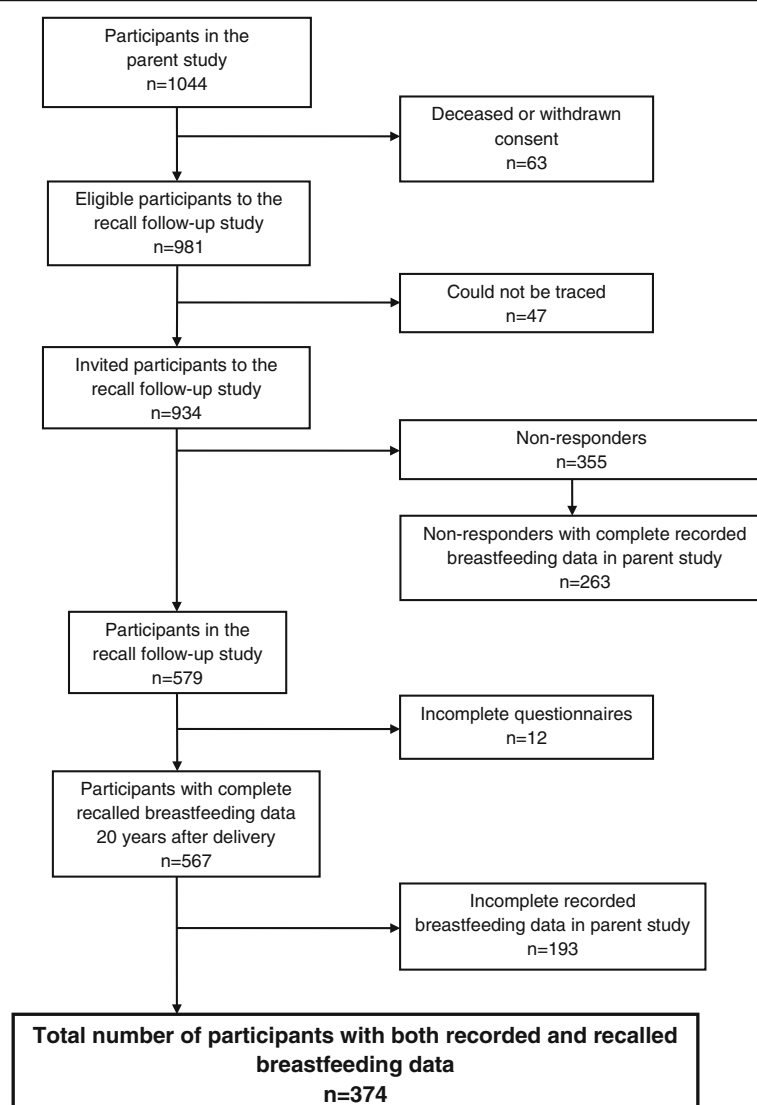 Participants in the
parent study
n=1044
Deceased or withdrawn
consent
n=63
Eligible participants to the
recall follow-up study
n=981
Could not be traced
n=47
Invited participants to the
recall follow-up study
n=934
Non-responders
n=355
Non-responders with complete recorded
breastfeeding data in parent study
n=263
Participants in the
recall follow-up study
n=579
Incomplete questionnaires
n=12
Participants with complete
recalled breastfeeding data
20 years after delivery
n=567
Incomplete recorded
breastfeeding data in parent study
n=193
Total number of participants with both recorded and recalled
breastfeeding data
n=374